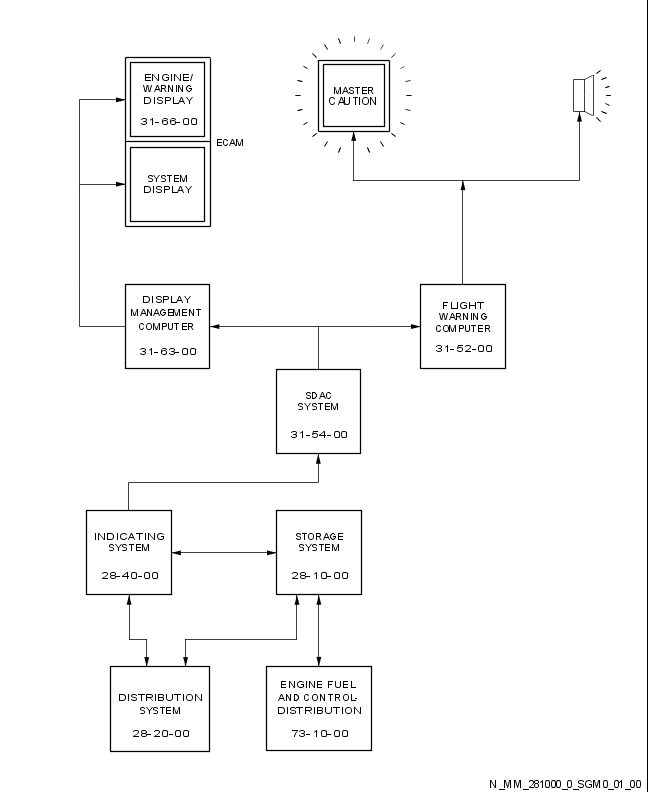 ENGINE/
WARNING
DISPLAY
31-66-00
ECAM
SYSTEM
DISPLAY
MASTER
CAUTION
DISPLAY
MANAGEMENT
COMPUTER
31-63-00
FLIGHT
WARNING
COMPUTER
31-52-00
SDAC
SYSTEM
31-54-00
INDICATING
SYSTEM
28-40-00
STORAGE
SYSTEM
28-10-00
DISTRIBUTION
SYSTEM
28-20-00
ENGINE FUEL
AND CONTROL-
DISTRIBUTION
73-10-00
N_MM_281000_0_SGM0_01_00